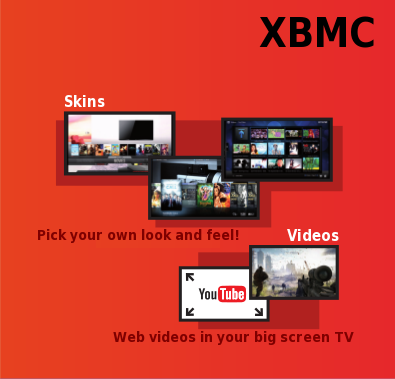 XBMC
Skins
Pick your own look and feel!
Videos
YouTube
Web videos in your big screen TV